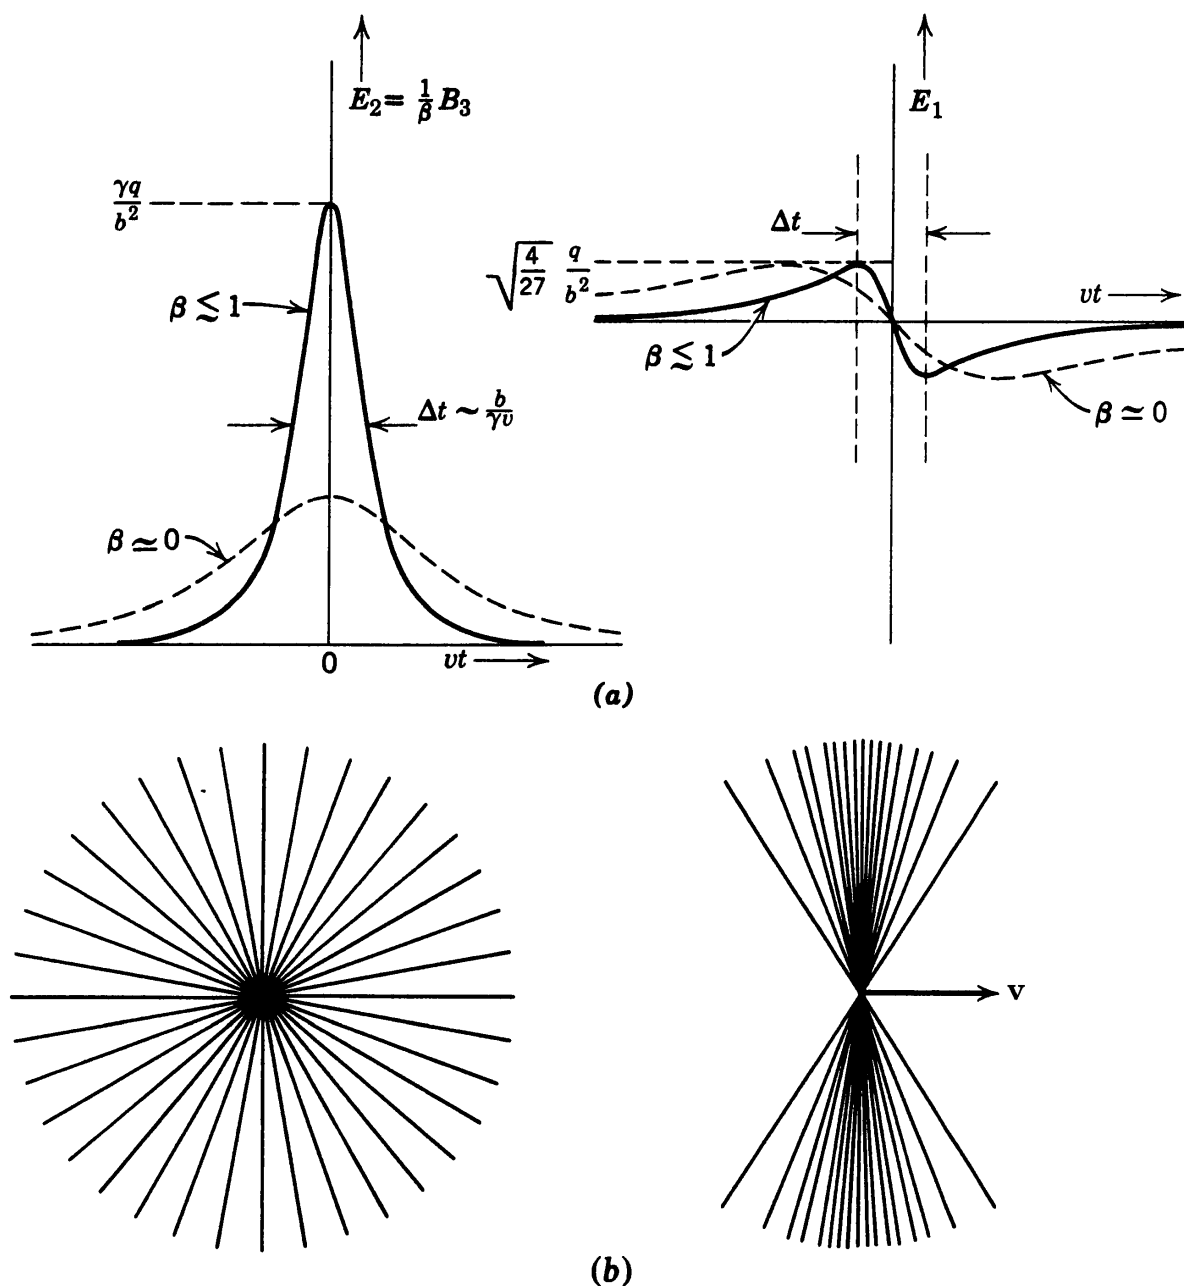 E₂ = 1/β B₃
γq/b²
β ≲ 1
Δt ~ b/γv
β ≃ 0
0
vt
E₁
Δt
√4/27 q/b²
vt
β ≲ 1
β ≃ 0
(a)
v
(b)